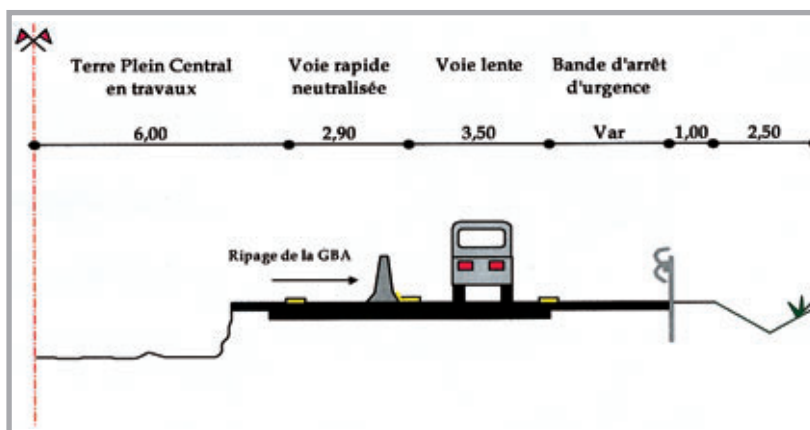 Terre Plein Central
en travaux
Voie rapide
neutralisée
Voie lente
Bande d'arrêt
d'urgence
6,00
2,90
3,50
Var
1,00
2,50
Ripage de la GBA